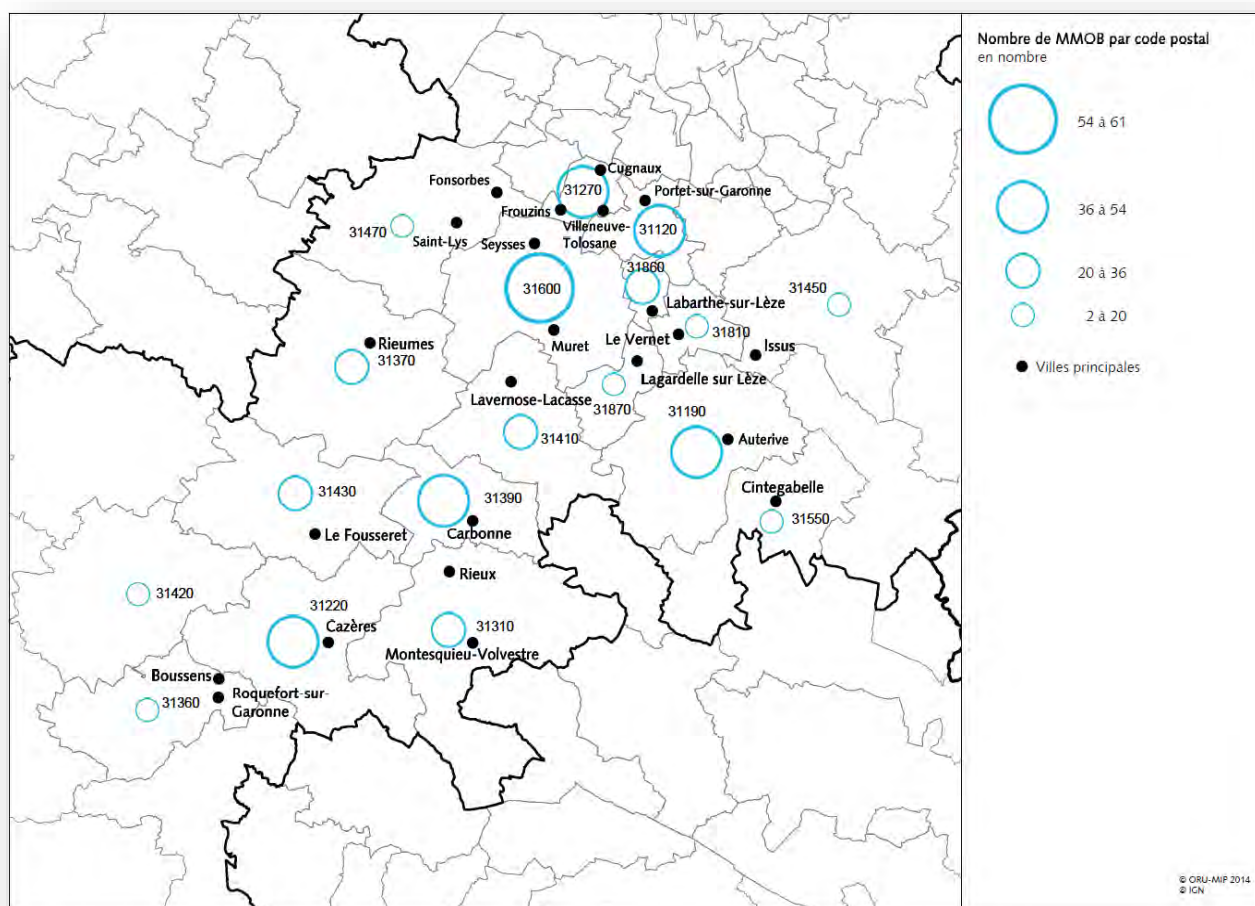 Nombre de MMOB par code postal
en nombre
54 à 61
36 à 54
20 à 36
2 à 20
Villes principales
Cugnaux
Fonsorbes
31270
Portet-sur-Garonne
Frouzins
Villeneuve-
Tolosane
31470
Saint-Lys
31120
Seysses
31860
31600
31450
Labarthe-sur-Lèze
31810
Muret
Le Vernet
Issus
Rieumes
31370
Lagardelle sur Lèze
Lavernose-Lacasse
31870
31190
31410
Auterive
31430
31390
Cintegabelle
31550
Le Fousseret
Carbonne
Rieux
31420
31220
Cazères
31310
Montesquieu-Volvestre
Boussens
31360
Roquefort-sur-
Garonne
© ORU-MIP 2014
© IGN